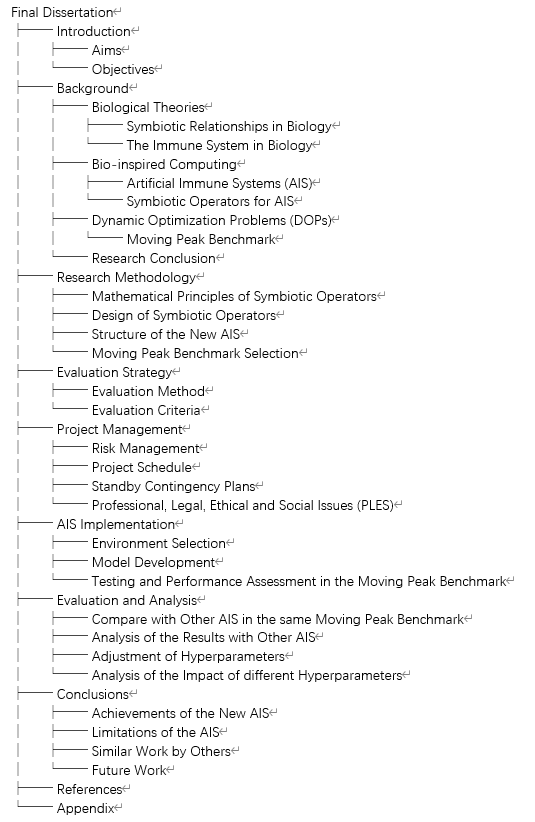 Final Dissertation
Introduction
Aims
Objectives
Background
Biological Theories
Symbiotic Relationships in Biology
The Immune System in Biology
Bio-inspired Computing
Artificial Immune Systems (AIS)
Symbiotic Operators for AIS
Dynamic Optimization Problems (DOPs)
Moving Peak Benchmark
Research Conclusion
Research Methodology
Mathematical Principles of Symbiotic Operators
Design of Symbiotic Operators
Structure of the New AIS
Moving Peak Benchmark Selection
Evaluation Strategy
Evaluation Method
Evaluation Criteria
Project Management
Risk Management
Project Schedule
Standby Contingency Plans
Professional, Legal, Ethical and Social Issues (PLES)
AIS Implementation
Environment Selection
Model Development
Testing and Performance Assessment in the Moving Peak Benchmark
Evaluation and Analysis
Compare with Other AIS in the same Moving Peak Benchmark
Analysis of the Results with Other AIS
Adjustment of Hyperparameters
Analysis of the Impact of different Hyperparameters
Conclusions
Achievements of the New AIS
Limitations of the AIS
Similar Work by Others
Future Work
References
Appendix